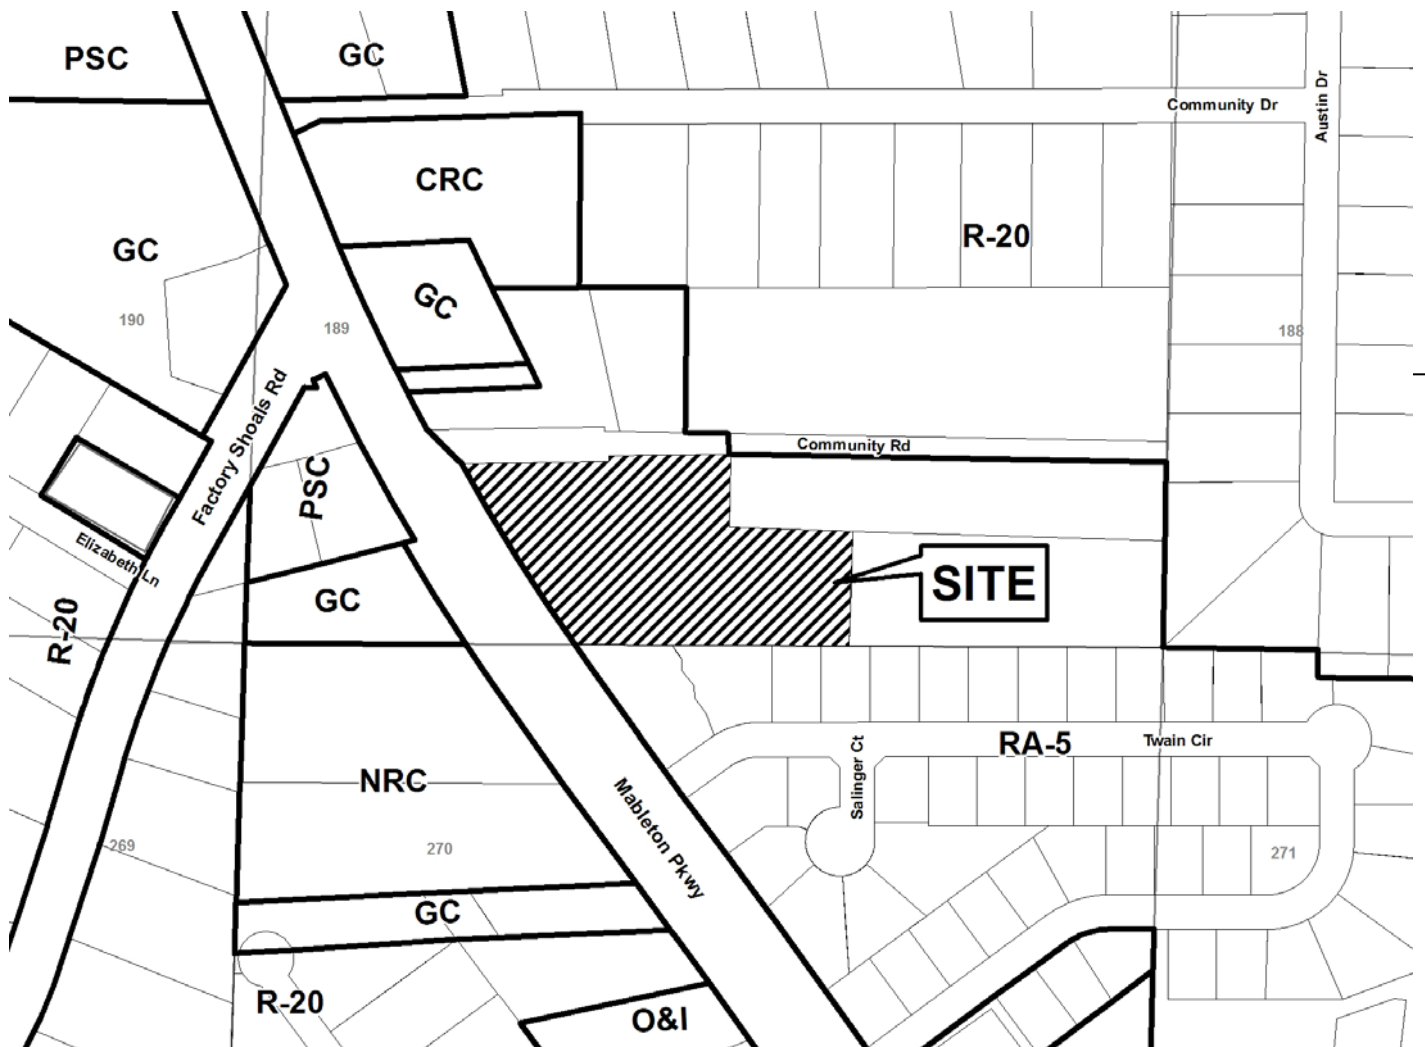 PSC
GC
Community Dr
Austin Dr
CRC
R-20
GC
GC
190
189
188
Factory Shoals Rd
Community Rd
PSC
Elizabeth Ln
SITE
GC
R-20
RA-5
Twain Cir
Salinger Ct
NRC
Mableton Pkwy
269
270
271
GC
R-20
O&I